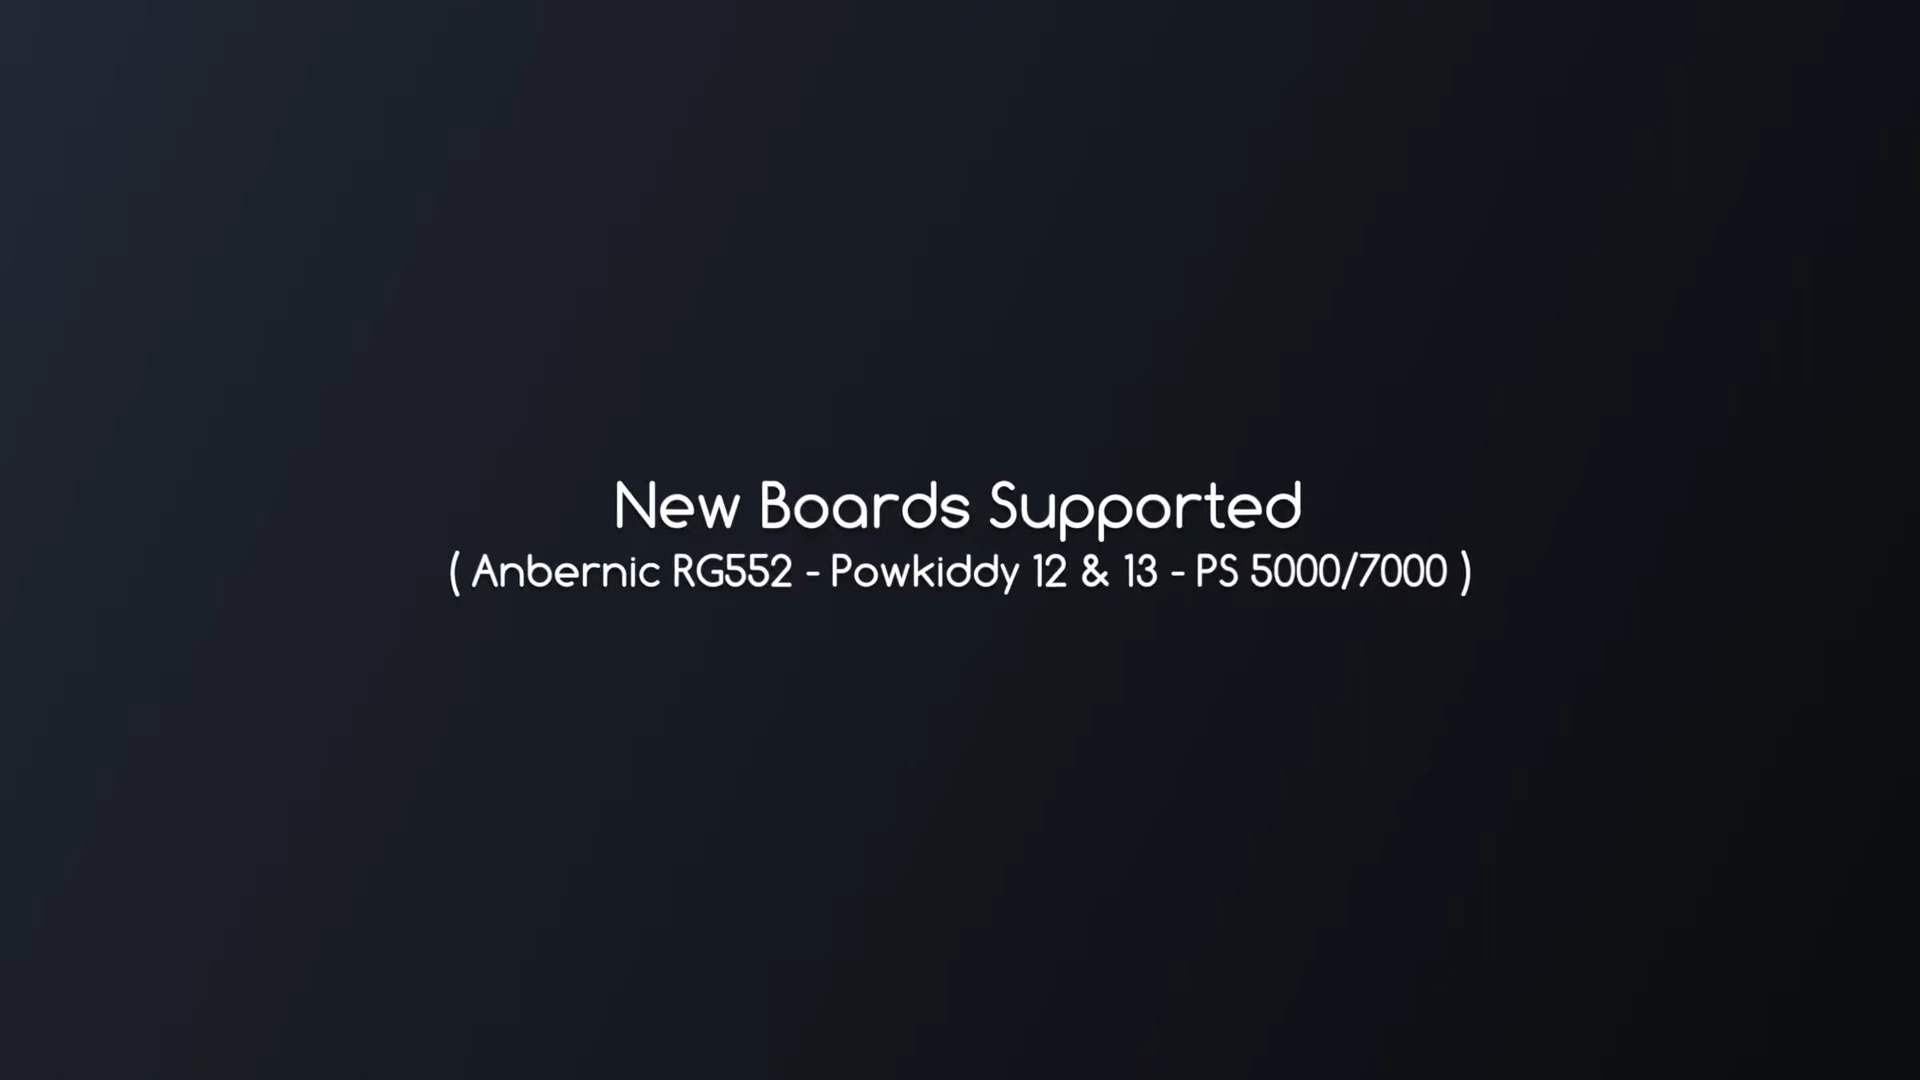 New Boards Supported
( Anbernic RG552 - Powkiddy 12 & 13 - PS 5000/7000 )